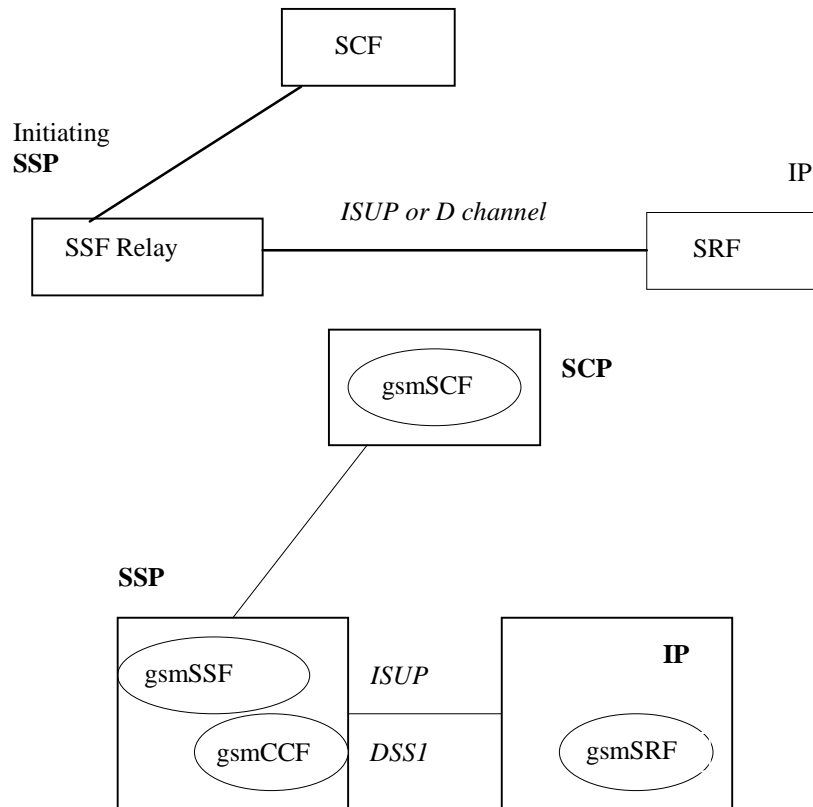 SCF
Initiating
SSP
IP
ISUP or D channel
SSF Relay
SRF
gsmSCF
SCP
SSP
IP
gsmSSF
ISUP
gsmCCF
DSS1
gsmSRF